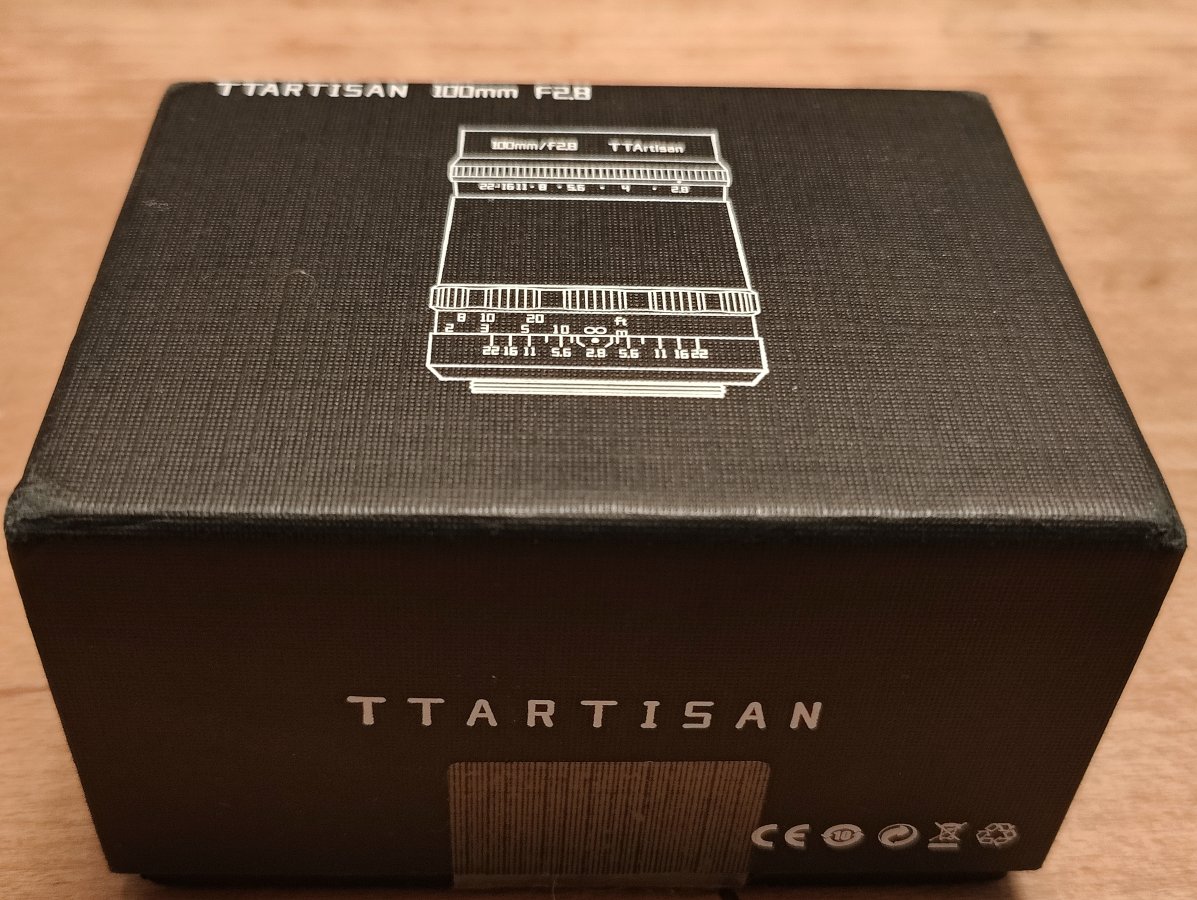 TTARTISAN 100mm F2.8
100mm/F2.8 TTArtisan
22·16 11 · 8 · 5.6 · 4 · 2.8
8 10 20 ft
2 3 5 10 ∞ m
22 16 11 5.6 2.8 5.6 11 16 22
TTARTISAN
CE 10